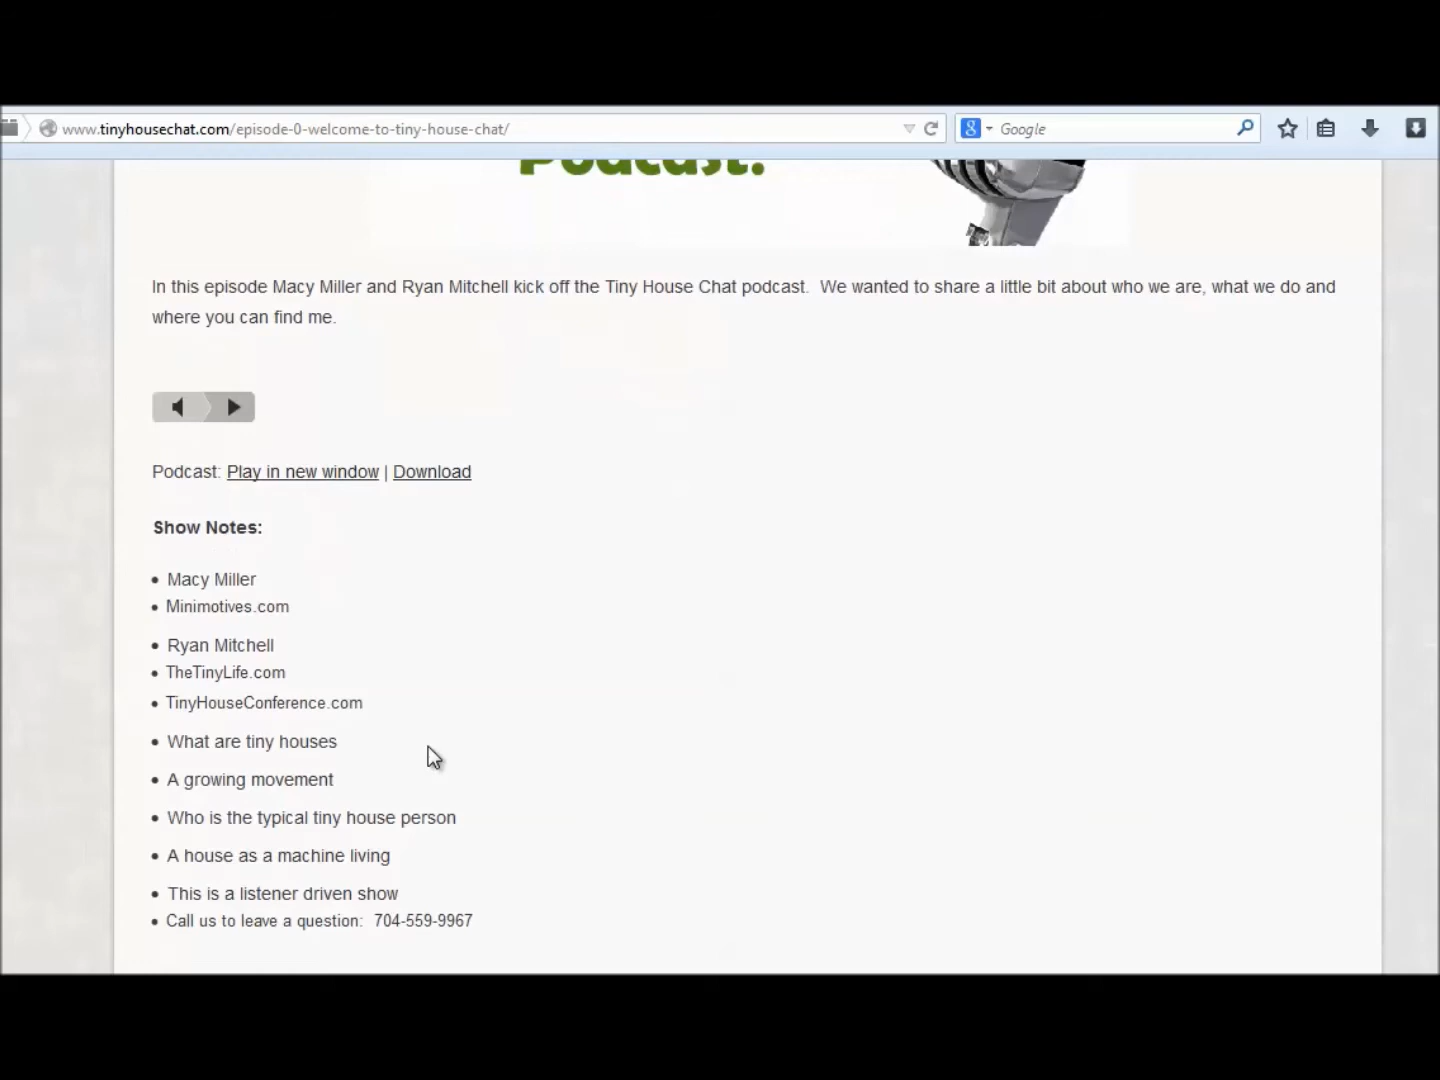 www.tinyhousechat.com/episode-0-welcome-to-tiny-house-chat/
Google
Podcast.
In this episode Macy Miller and Ryan Mitchell kick off the Tiny House Chat podcast.  We wanted to share a little bit about who we are, what we do and
where you can find me.
Podcast: Play in new window | Download
Show Notes:
Macy Miller
Minimotives.com
Ryan Mitchell
TheTinyLife.com
TinyHouseConference.com
What are tiny houses
A growing movement
Who is the typical tiny house person
A house as a machine living
This is a listener driven show
Call us to leave a question:  704-559-9967